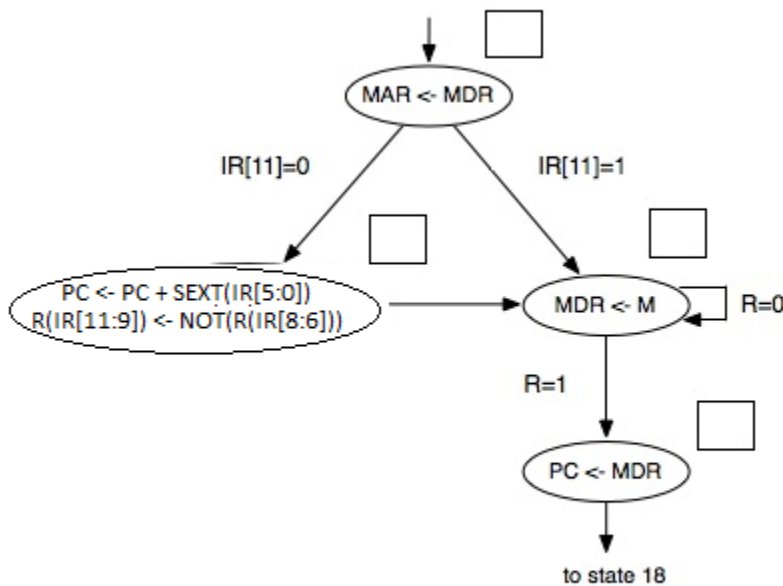 MAR <- MDR
IR[11]=0
IR[11]=1
PC <- PC + SEXT(IR[5:0])
R(IR[11:9]) <- NOT(R(IR[8:6]))
MDR <- M
R=0
R=1
PC <- MDR
to state 18